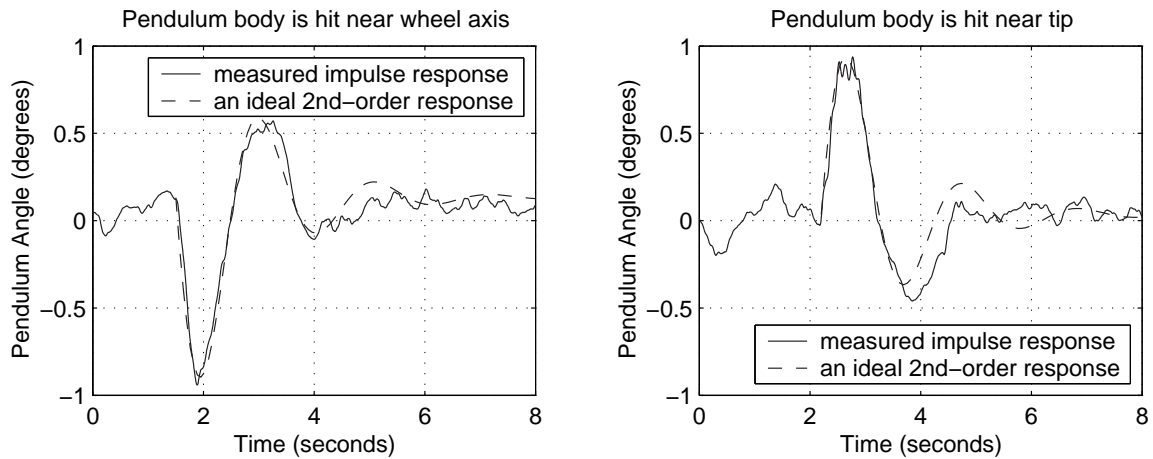 Pendulum body is hit near wheel axis
1
0.5
0
−0.5
−1
Pendulum Angle (degrees)
measured impulse response
an ideal 2nd−order response
0 2 4 6 8
Time (seconds)
Pendulum body is hit near tip
1
0.5
0
−0.5
−1
Pendulum Angle (degrees)
measured impulse response
an ideal 2nd−order response
0 2 4 6 8
Time (seconds)